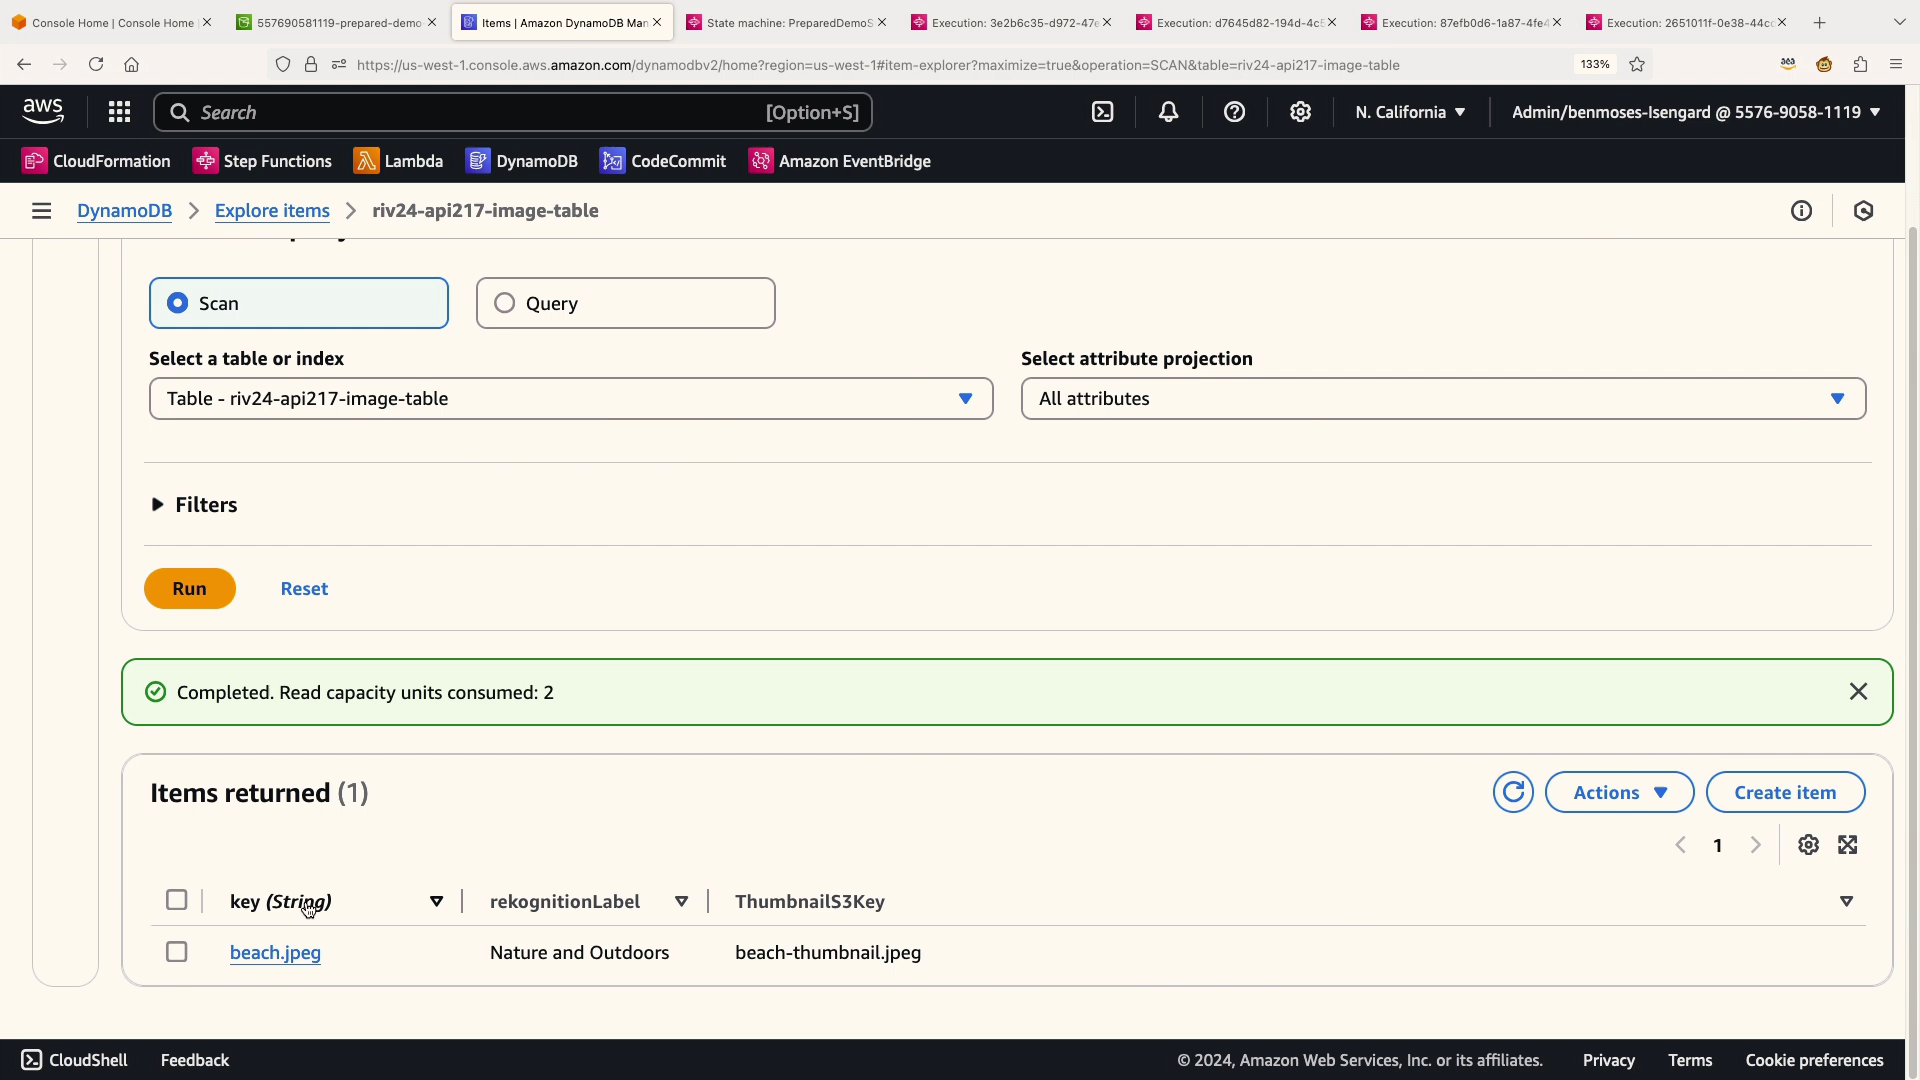 Console Home | Console Home
557690581119-prepared-demo
Items | Amazon DynamoDB Man
State machine: PreparedDemoS
Execution: 3e2b6c35-d972-47e
Execution: d7645d82-194d-4c5
Execution: 87efb0d6-1a87-4fe4
Execution: 2651011f-0e38-44cc
https://us-west-1.console.aws.amazon.com/dynamodbv2/home?region=us-west-1#item-explorer?maximize=true&operation=SCAN&table=riv24-api217-image-table
133%
aws
Search
[Option+S]
N. California
Admin/benmoses-Isengard @ 5576-9058-1119
CloudFormation
Step Functions
Lambda
DynamoDB
CodeCommit
Amazon EventBridge
DynamoDB
Explore items
riv24-api217-image-table
Scan
Query
Select a table or index
Select attribute projection
Table - riv24-api217-image-table
All attributes
Filters
Run
Reset
Completed. Read capacity units consumed: 2
Items returned (1)
Actions
Create item
1
key (String)
rekognitionLabel
ThumbnailS3Key
beach.jpeg
Nature and Outdoors
beach-thumbnail.jpeg
CloudShell
Feedback
© 2024, Amazon Web Services, Inc. or its affiliates.
Privacy
Terms
Cookie preferences